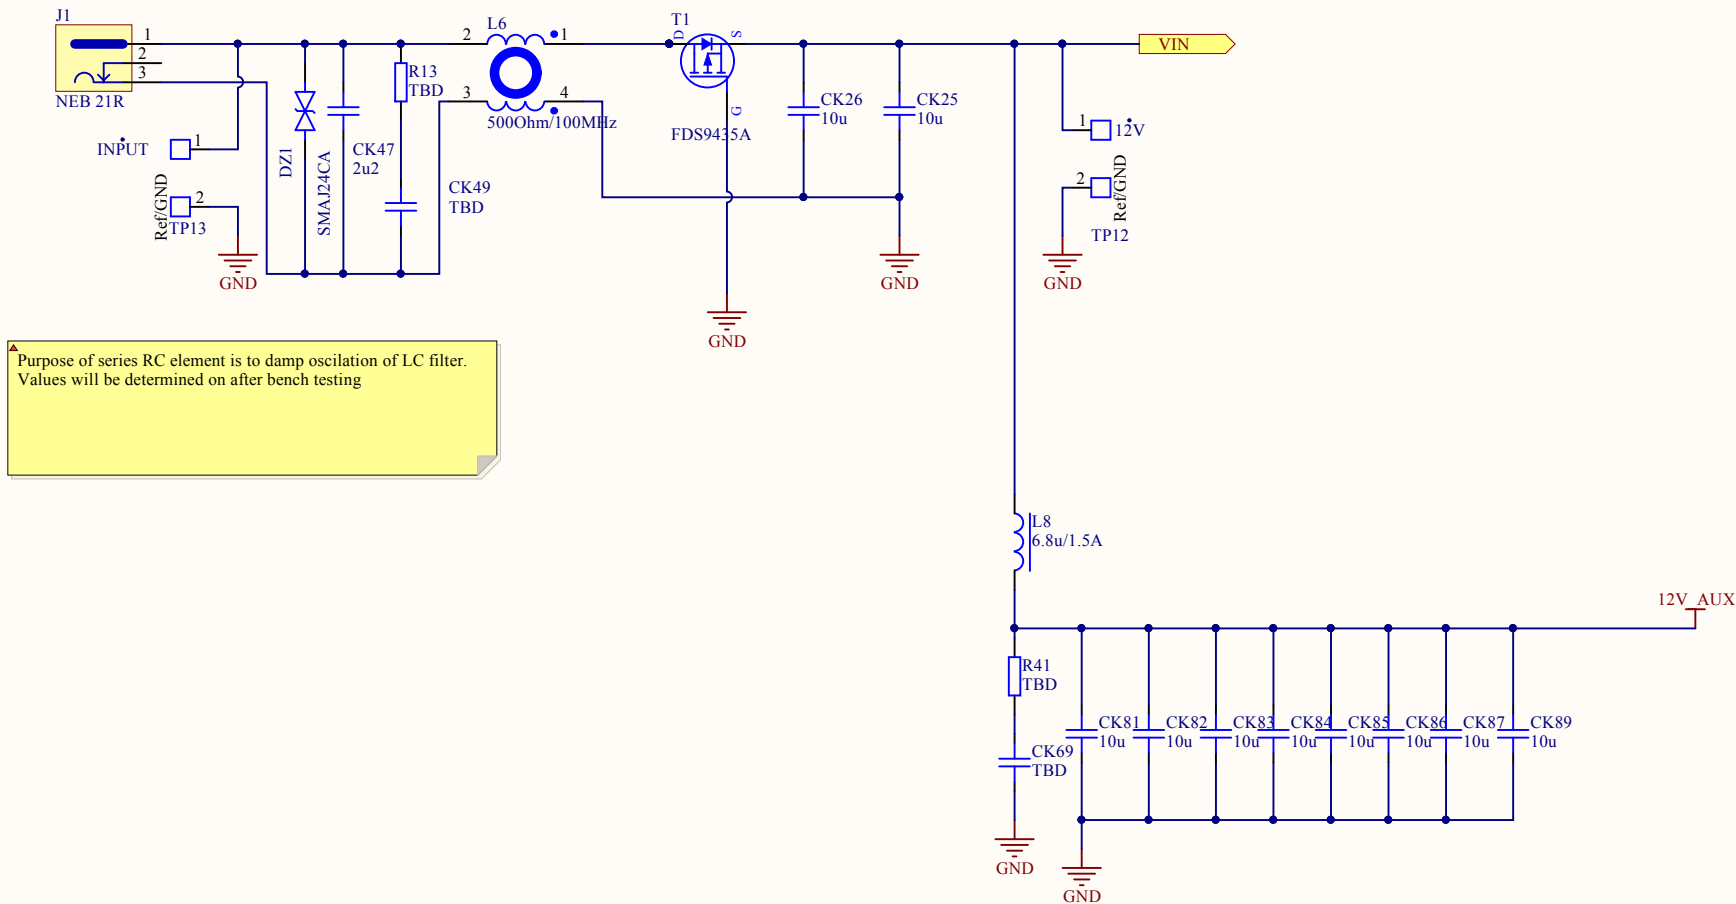 J1
1
2
3
NEB 21R
INPUT
1
Ref/GND
2
TP13
GND
DZ1
SMAJ24CA
CK47
2u2
R13
TBD
CK49
TBD
L6
2
1
3
4
500Ohm/100MHz
T1
D
S
G
FDS9435A
GND
CK26
10u
CK25
10u
GND
VIN
1
12V
2
Ref/GND
TP12
GND
Purpose of series RC element is to damp oscilation of LC filter.
Values will be determined on after bench testing
L8
6.8u/1.5A
12V_AUX
R41
TBD
CK69
TBD
GND
CK81
10u
CK82
10u
CK83
10u
CK84
10u
CK85
10u
CK86
10u
CK87
10u
CK89
10u
GND